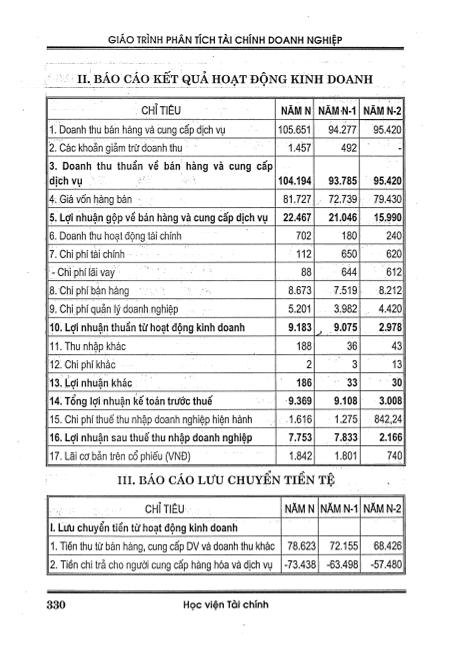 GIÁO TRÌNH PHÂN TÍCH TÀI CHÍNH DOANH NGHIỆP
II. BÁO CÁO KẾT QUẢ HOẠT ĐỘNG KINH DOANH
CHỈ TIÊU NĂM N NĂM N-1 NĂM N-2
1. Doanh thu bán hàng và cung cấp dịch vụ 105.651 94.277 95.420
2. Các khoản giảm trừ doanh thu 1.457 492 -
3. Doanh thu thuần về bán hàng và cung cấp
dịch vụ 104.194 93.785 95.420
4. Giá vốn hàng bán 81.727 72.739 79.430
5. Lợi nhuận gộp về bán hàng và cung cấp dịch vụ 22.467 21.046 15.990
6. Doanh thu hoạt động tài chính 702 180 240
7. Chi phí tài chính 112 650 620
- Chi phí lãi vay 88 644 612
8. Chi phí bán hàng 8.673 7.519 8.212
9. Chi phí quản lý doanh nghiệp 5.201 3.982 4.420
10. Lợi nhuận thuần từ hoạt động kinh doanh 9.183 9.075 2.978
11. Thu nhập khác 188 36 43
12. Chi phí khác 2 3 13
13. Lợi nhuận khác 186 33 30
14. Tổng lợi nhuận kế toán trước thuế 9.369 9.108 3.008
15. Chi phí thuế thu nhập doanh nghiệp hiện hành 1.616 1.275 842,24
16. Lợi nhuận sau thuế thu nhập doanh nghiệp 7.753 7.833 2.166
17. Lãi cơ bản trên cổ phiếu (VNĐ) 1.842 1.801 740
III. BÁO CÁO LƯU CHUYỂN TIỀN TỆ
CHỈ TIÊU NĂM N NĂM N-1 NĂM N-2
I. Lưu chuyển tiền từ hoạt động kinh doanh
1. Tiền thu từ bán hàng, cung cấp DV và doanh thu khác 78.623 72.155 68.426
2. Tiền chi trả cho người cung cấp hàng hóa và dịch vụ -73.438 -63.498 -57.480
330 Học viện Tài chính